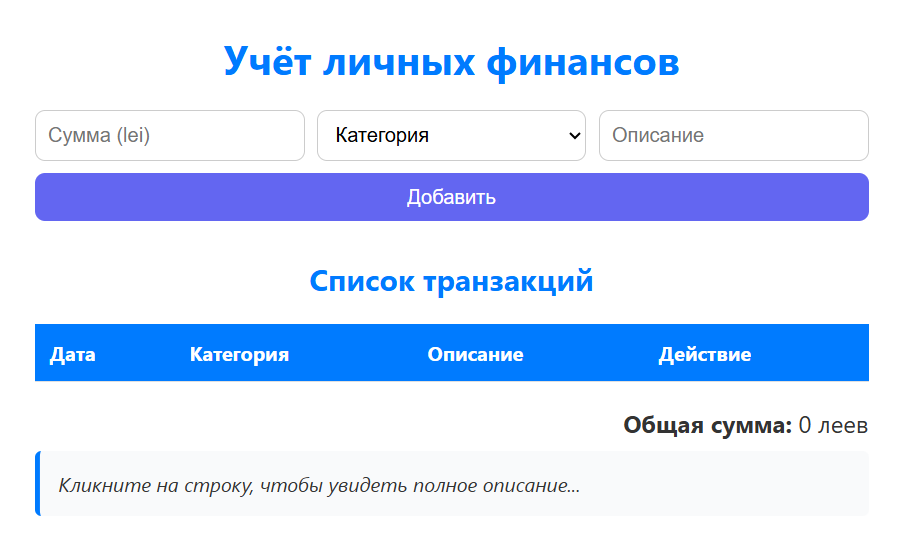 Учёт личных финансов
Сумма (lei) Категория Описание
Добавить
Список транзакций
Дата Категория Описание Действие
Общая сумма: 0 леев
Кликните на строку, чтобы увидеть полное описание...